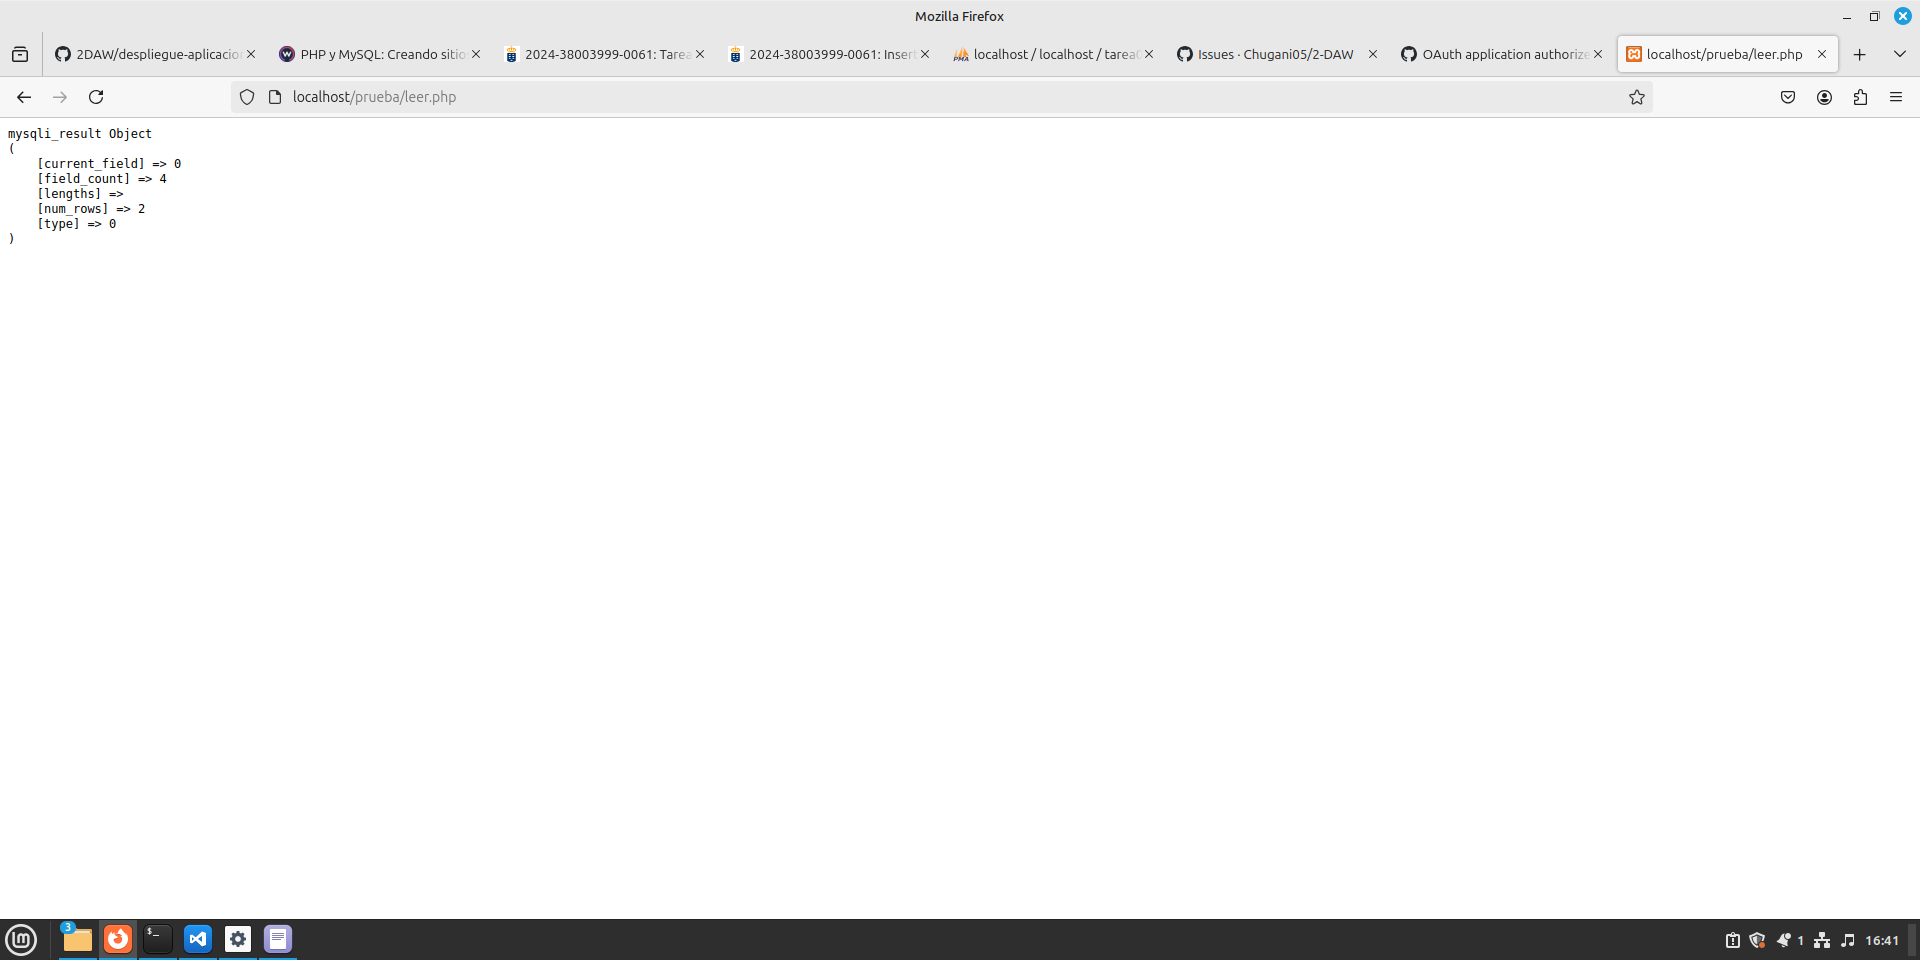 Mozilla Firefox
2DAW/despliegue-aplicacio
PHP y MySQL: Creando sitio
2024-38003999-0061: Tarea
2024-38003999-0061: Insert
localhost / localhost / tarea
Issues · Chugani05/2-DAW
OAuth application authorize
localhost/prueba/leer.php
localhost/prueba/leer.php
mysqli_result Object
(
[current_field] => 0
[field_count] => 4
[lengths] =>
[num_rows] => 2
[type] => 0
)
3
1
16:41